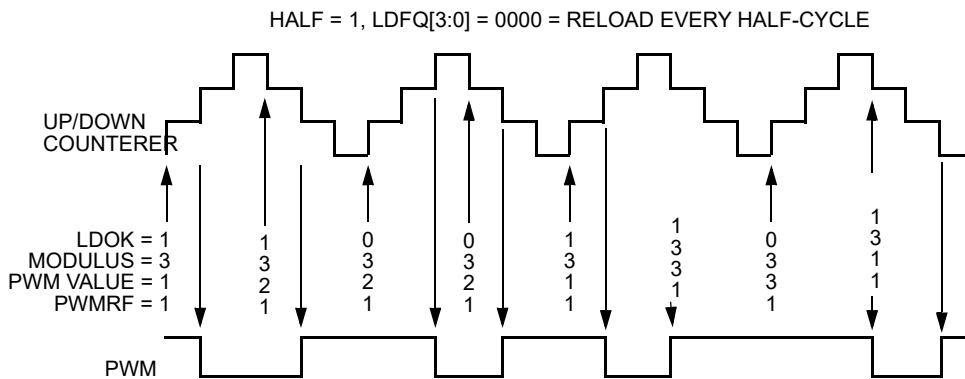 HALF = 1, LDFQ[3:0] = 0000 = RELOAD EVERY HALF-CYCLE
UP/DOWN
COUNTERER
LDOK = 1 1 0 0 1 1 0 1
MODULUS = 3 3 3 3 3 3 3 3
PWM VALUE = 1 2 2 2 1 3 3 1
PWMRF = 1 1 1 1 1 1 1 1
PWM